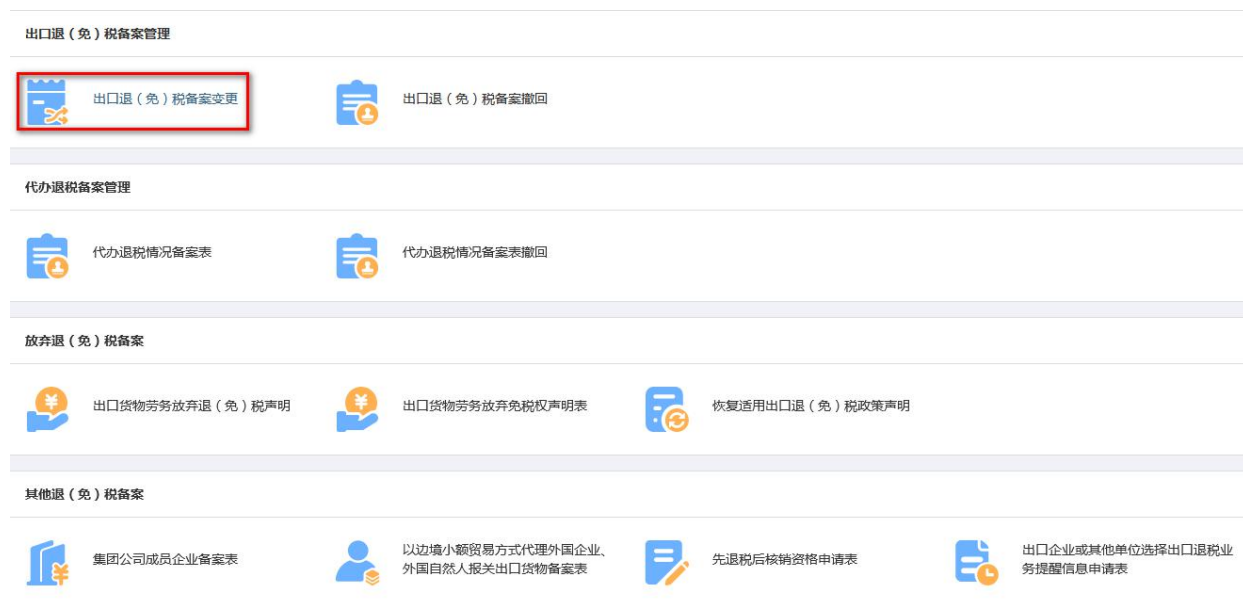 出口退（免）税备案管理
出口退（免）税备案变更
出口退（免）税备案撤回
代办退税备案管理
代办退税情况备案表
代办退税情况备案表撤回
放弃退（免）税备案
出口货物劳务放弃退（免）税声明
出口货物劳务放弃免税权声明表
恢复适用出口退（免）税政策声明
其他退（免）税备案
集团公司成员企业备案表
以边境小额贸易方式代理外国企业、
外国自然人报关出口货物备案表
先退税后核销资格申请表
出口企业或其他单位选择出口退税业
务提醒信息申请表